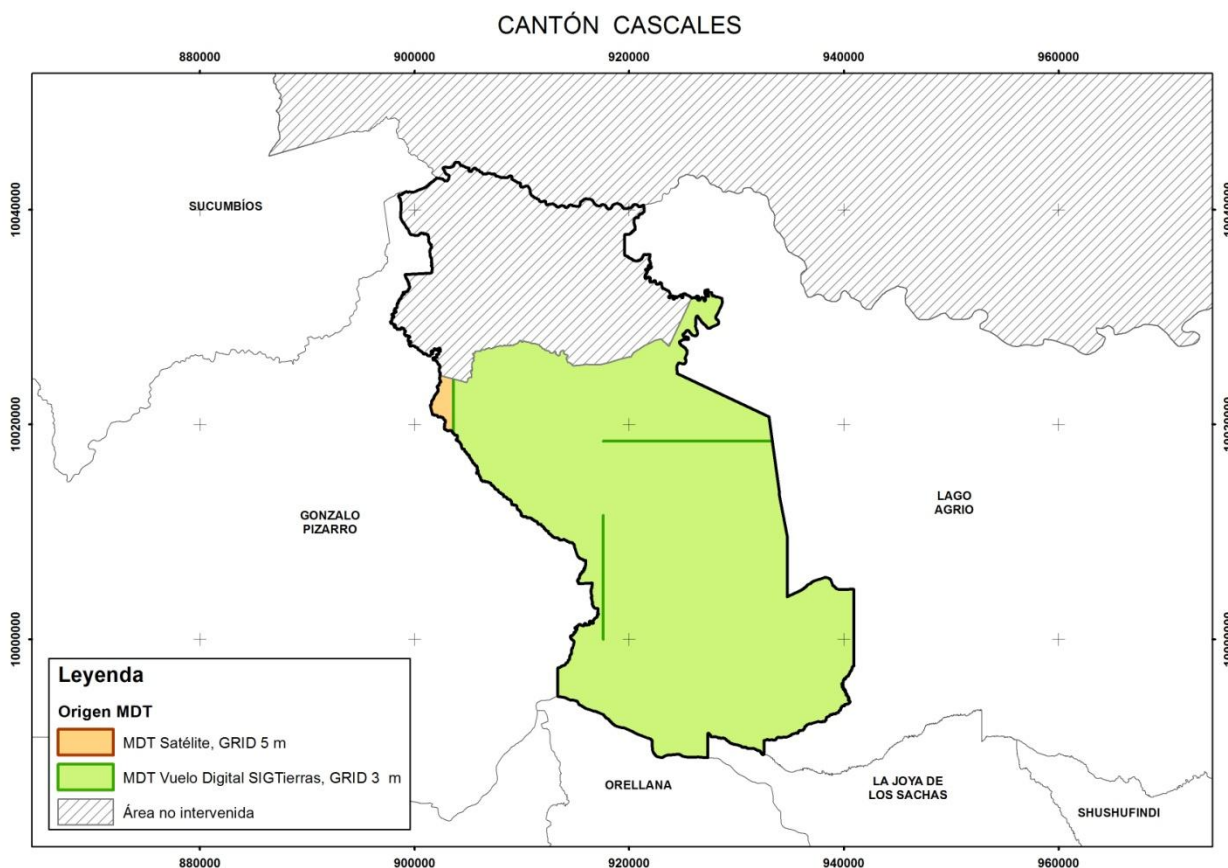 CANTÓN CASCALES
880000 900000 920000 940000 960000
10040000 10040000
SUCUMBÍOS
10020000 10020000
GONZALO
PIZARRO
LAGO
AGRIO
10000000 10000000
Leyenda
Origen MDT
MDT Satélite, GRID 5 m
MDT Vuelo Digital SIGTierras, GRID 3 m
Área no intervenida
ORELLANA
LA JOYA DE
LOS SACHAS
SHUSHUFINDI
880000 900000 920000 940000 960000